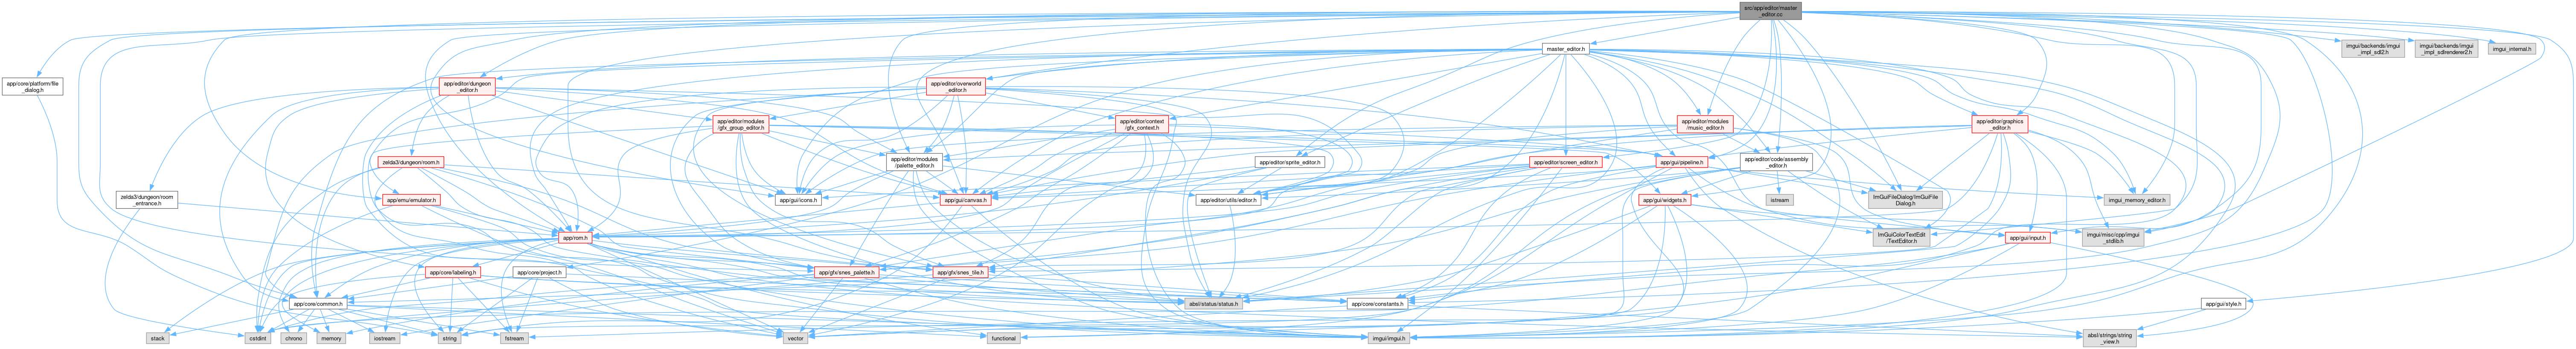 src/app/editor/master
_editor.cc
master_editor.h
imgui/backends/imgui
_impl_sdl2.h
imgui/backends/imgui
_impl_sdlrenderer2.h
imgui_internal.h
app/core/platform/file
_dialog.h
app/editor/dungeon
_editor.h
app/editor/overworld
_editor.h
app/editor/modules
/gfx_group_editor.h
app/editor/context
/gfx_context.h
app/editor/modules
/music_editor.h
app/editor/graphics
_editor.h
zelda3/dungeon/room.h
app/editor/modules
/palette_editor.h
app/editor/sprite_editor.h
app/editor/screen_editor.h
app/gui/pipeline.h
app/editor/code/assembly
_editor.h
zelda3/dungeon/room
_entrance.h
app/emu/emulator.h
app/gui/icons.h
app/gui/canvas.h
app/editor/utils/editor.h
app/gui/widgets.h
istream
ImGuiFileDialog/ImGuiFile
Dialog.h
imgui_memory_editor.h
app/rom.h
ImGuiColorTextEdit
/TextEditor.h
app/gui/input.h
imgui/misc/cpp/imgui
_stdlib.h
app/core/labeling.h
app/core/project.h
app/gfx/snes_palette.h
app/gfx/snes_tile.h
app/core/common.h
absl/status/status.h
app/core/constants.h
app/gui/style.h
stack
cstdint
chrono
memory
iostream
string
fstream
vector
functional
imgui/imgui.h
absl/strings/string
_view.h